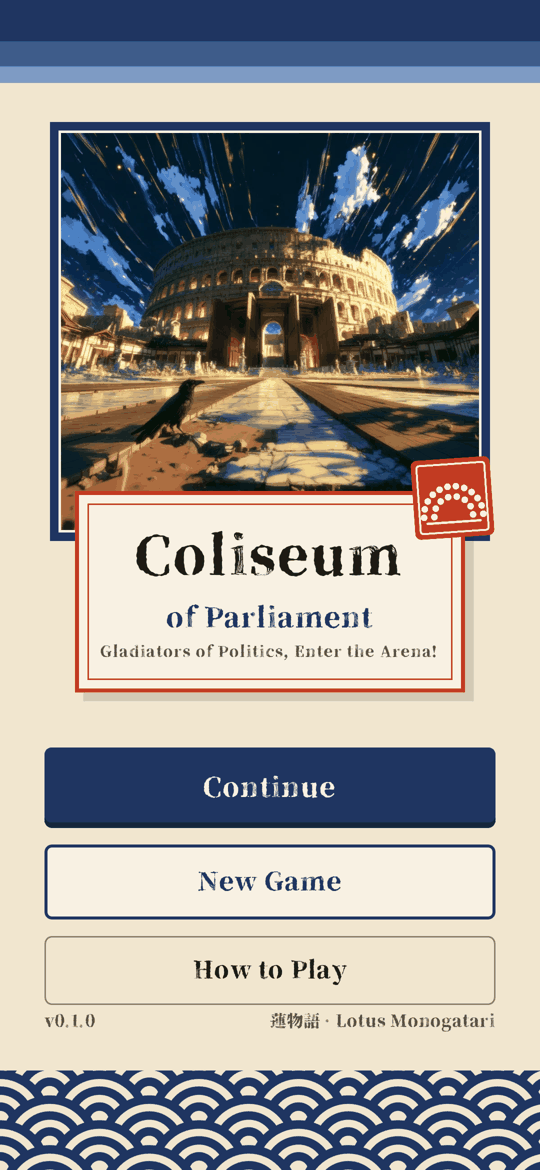 Coliseum
of Parliament
Gladiators of Politics, Enter the Arena!
Continue
New Game
How to Play
v0.1.0
蓮物語 · Lotus Monogatari